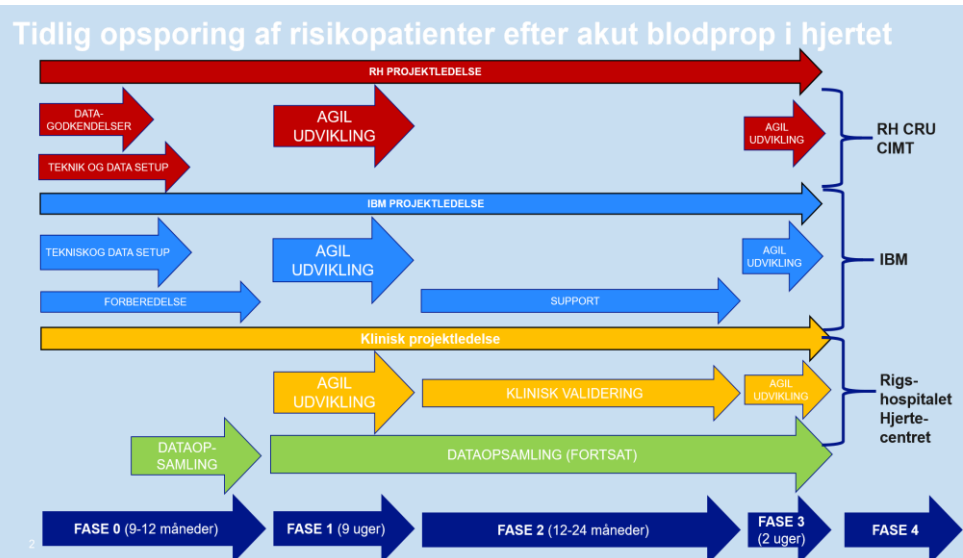 Tidlig opsporing af risikopatienter efter akut blodprop i hjertet
RH PROJEKTLEDELSE
DATA-
GODKENDELSER
AGIL
UDVIKLING
AGIL
UDVIKLING
TEKNIK OG DATA SETUP
RH CRU
CIMT
IBM PROJEKTLEDELSE
TEKNISKOG DATA SETUP
AGIL
UDVIKLING
AGIL
UDVIKLING
FORBEREDELSE
SUPPORT
IBM
Klinisk projektledelse
AGIL
UDVIKLING
KLINISK VALIDERING
AGIL
UDVIKLING
DATAOP-
SAMLING
DATAOPSAMLING (FORTSAT)
Rigs-
hospitalet
Hjerte-
centret
FASE 0 (9-12 måneder)
FASE 1 (9 uger)
FASE 2 (12-24 måneder)
FASE 3
(2 uger)
FASE 4
2